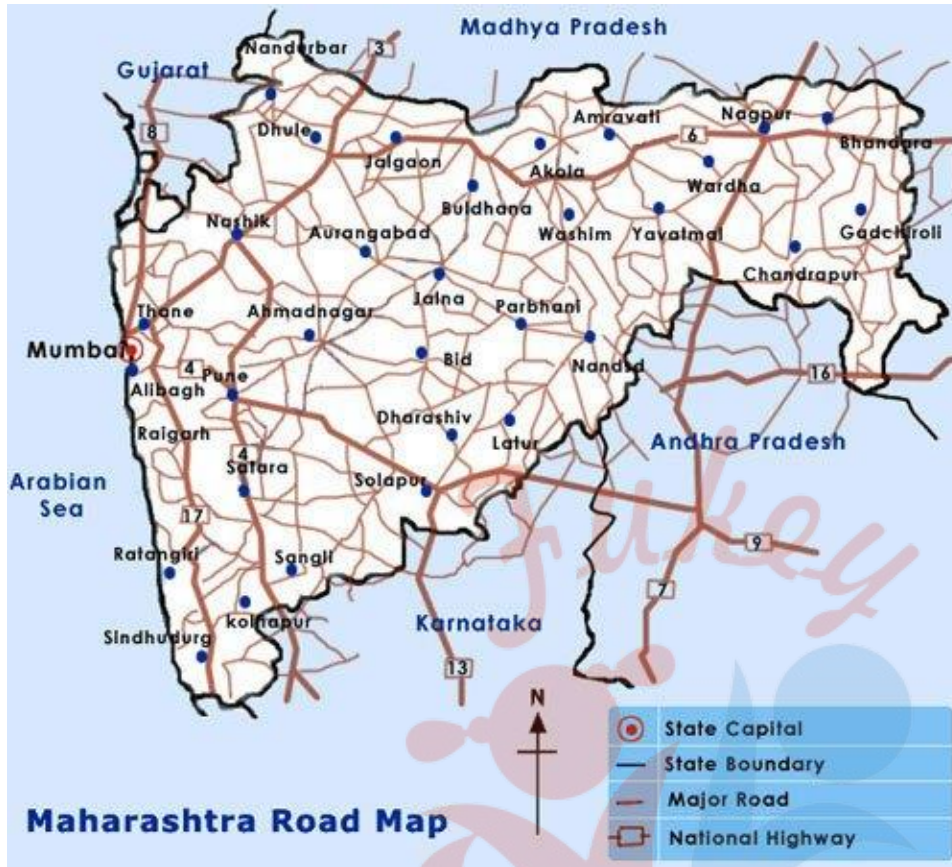 Madhya Pradesh
Nandurbar
3
Gujarat
Amravati
Nagpur
8
Dhule
6
Jalgaon
Bhandara
Akola
Wardha
Buldhana
Nashik
Aurangabad
Washim
Yavatmal
Gadchiroli
Chandrapur
Jalna
Thane
Ahmadnagar
Parbhani
Mumbai
Bid
Nanded
4
Pune
16
Alibagh
Dharashiv
Latur
Raigarh
Andhra Pradesh
4
Satara
Solapur
Arabian
Sea
17
Fukey
9
Ratangiri
Sangli
7
kolhapur
Karnataka
Sindhudurg
13
N
State Capital
State Boundary
Major Road
National Highway
Maharashtra Road Map